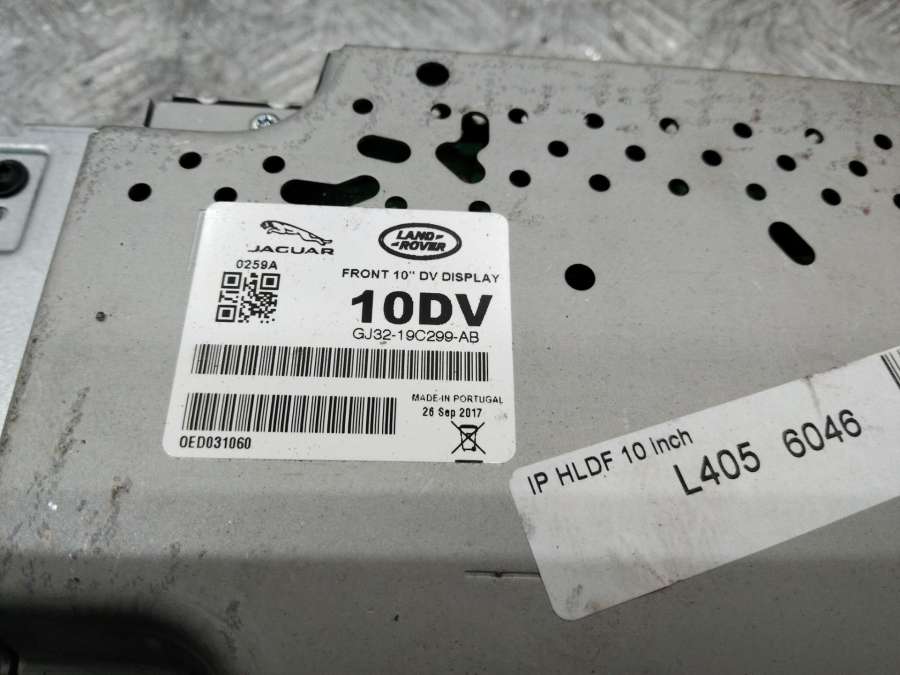 JAGUAR
LAND-
-ROVER
0259A
FRONT 10" DV DISPLAY
10DV
GJ32-19C299-AB
MADE IN PORTUGAL
26 Sep 2017
0ED031060
IP HLDF 10 inch
L405 6046